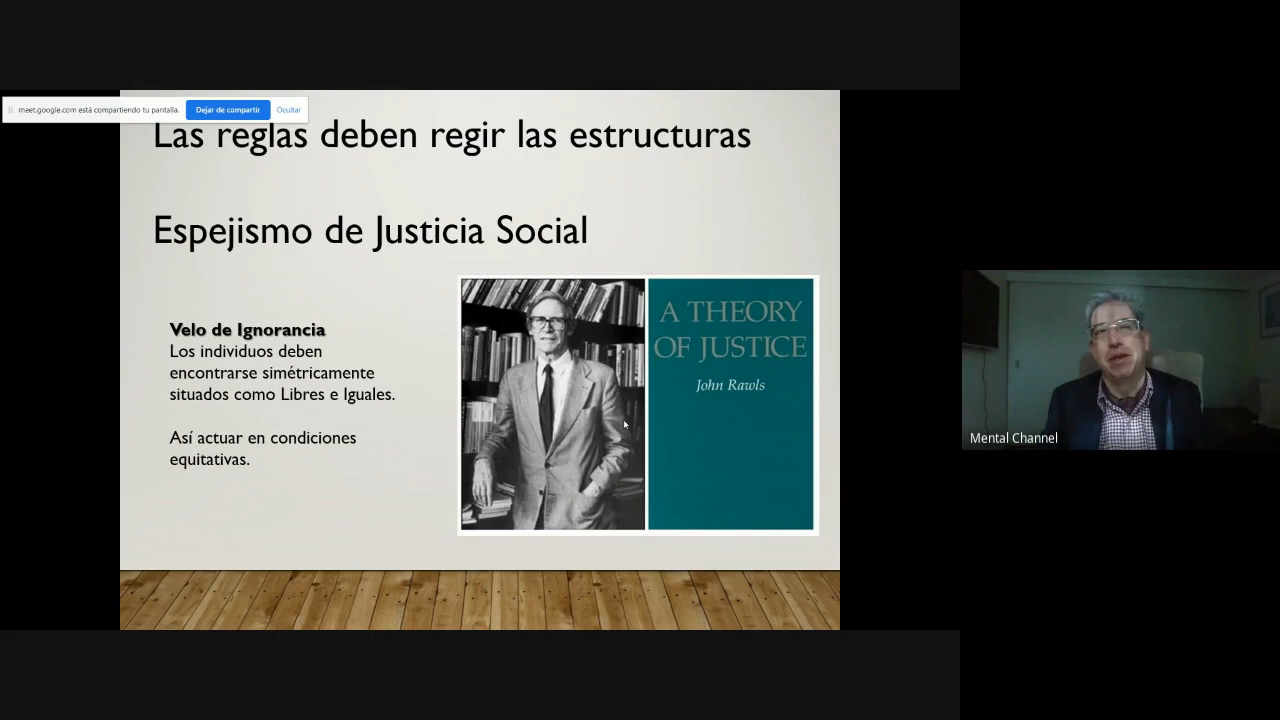 meet.google.com está compartiendo tu pantalla.
Dejar de compartir
Ocultar
Las reglas deben regir las estructuras
Espejismo de Justicia Social
Velo de Ignorancia
Los individuos deben
encontrarse simétricamente
situados como Libres e Iguales.
Así actuar en condiciones
equitativas.
A THEORY
OF JUSTICE
John Rawls
Mental Channel